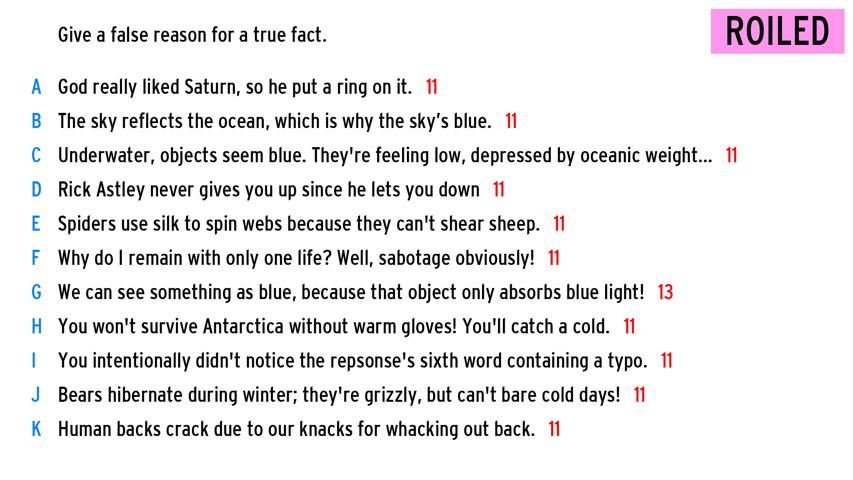 Give a false reason for a true fact.
ROILED
A God really liked Saturn, so he put a ring on it. 11
B The sky reflects the ocean, which is why the sky's blue. 11
C Underwater, objects seem blue. They're feeling low, depressed by oceanic weight... 11
D Rick Astley never gives you up since he lets you down 11
E Spiders use silk to spin webs because they can't shear sheep. 11
F Why do I remain with only one life? Well, sabotage obviously! 11
G We can see something as blue, because that object only absorbs blue light! 13
H You won't survive Antarctica without warm gloves! You'll catch a cold. 11
I You intentionally didn't notice the repsonse's sixth word containing a typo. 11
J Bears hibernate during winter; they're grizzly, but can't bare cold days! 11
K Human backs crack due to our knacks for whacking out back. 11